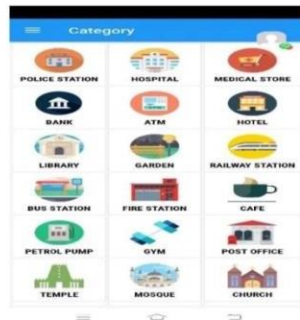 Category
POLICE STATION HOSPITAL MEDICAL STORE
BANK ATM HOTEL
LIBRARY GARDEN RAILWAY STATION
BUS STATION FIRE STATION CAFE
PETROL PUMP GYM POST OFFICE
TEMPLE MOSQUE CHURCH